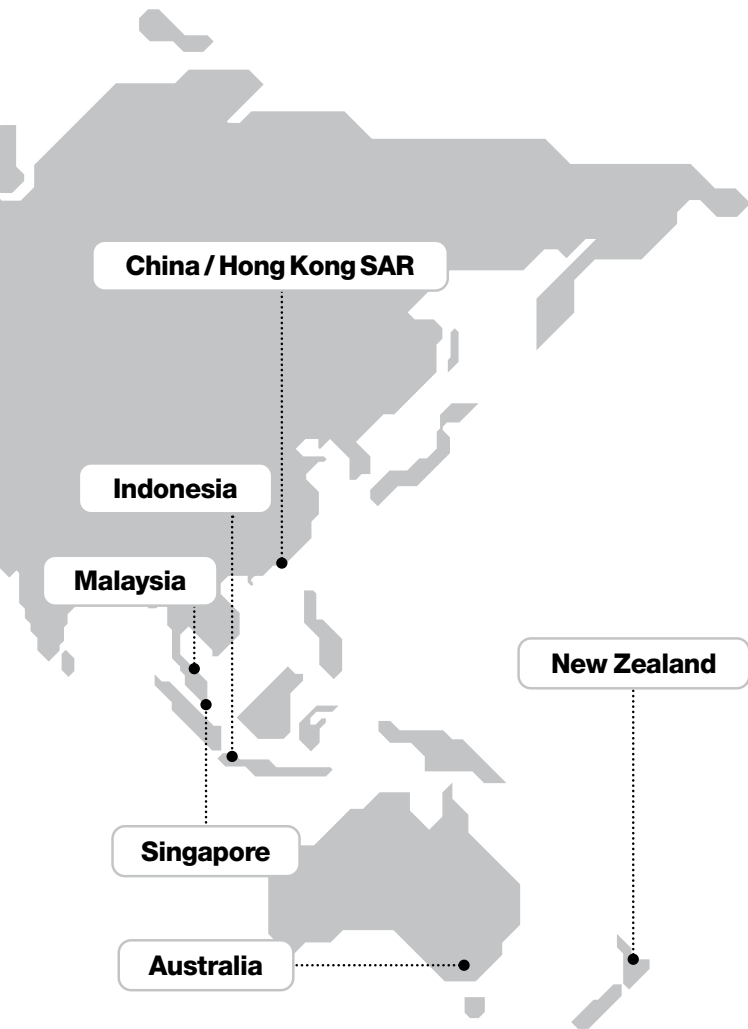 China / Hong Kong SAR
Indonesia
Malaysia
New Zealand
Singapore
Australia